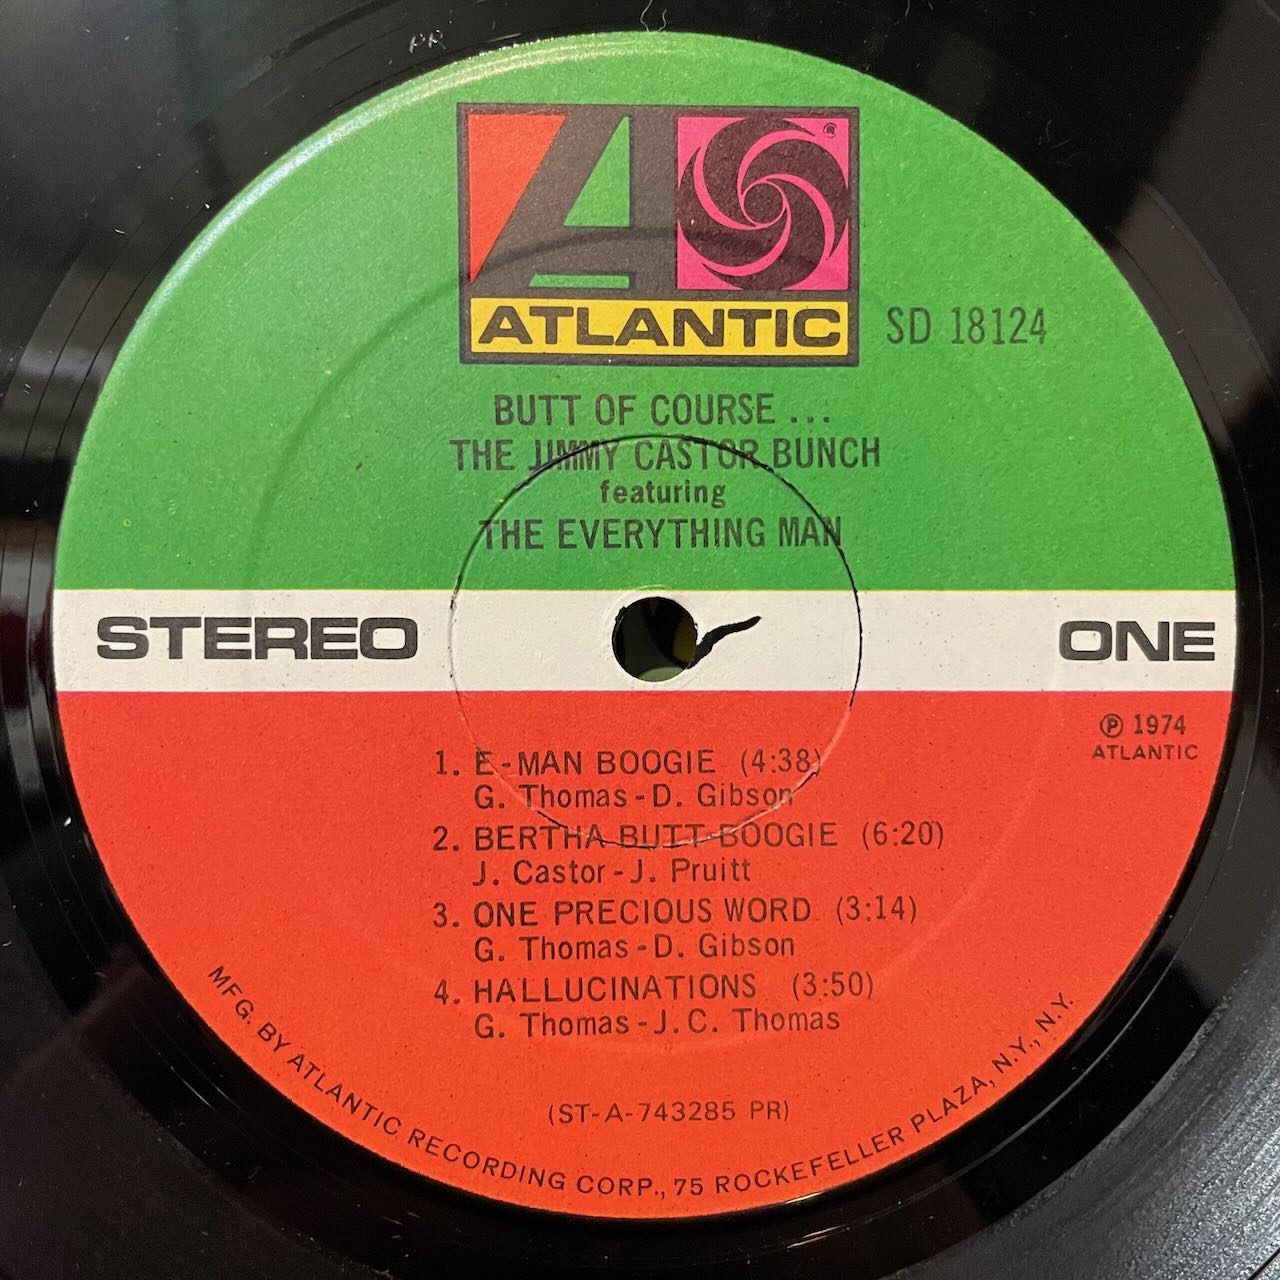 PR
®
ATLANTIC
SD 18124
BUTT OF COURSE ...
THE JIMMY CASTOR BUNCH
featuring
THE EVERYTHING MAN
STEREO
ONE
℗ 1974
ATLANTIC
1. E-MAN BOOGIE (4:38)
G. Thomas-D. Gibson
2. BERTHA BUTT BOOGIE (6:20)
J. Castor-J. Pruitt
3. ONE PRECIOUS WORD (3:14)
G. Thomas-D. Gibson
4. HALLUCINATIONS (3:50)
G. Thomas-J.C. Thomas
(ST-A-743285 PR)
MFG. BY ATLANTIC RECORDING CORP., 75 ROCKEFELLER PLAZA, N.Y., N.Y.